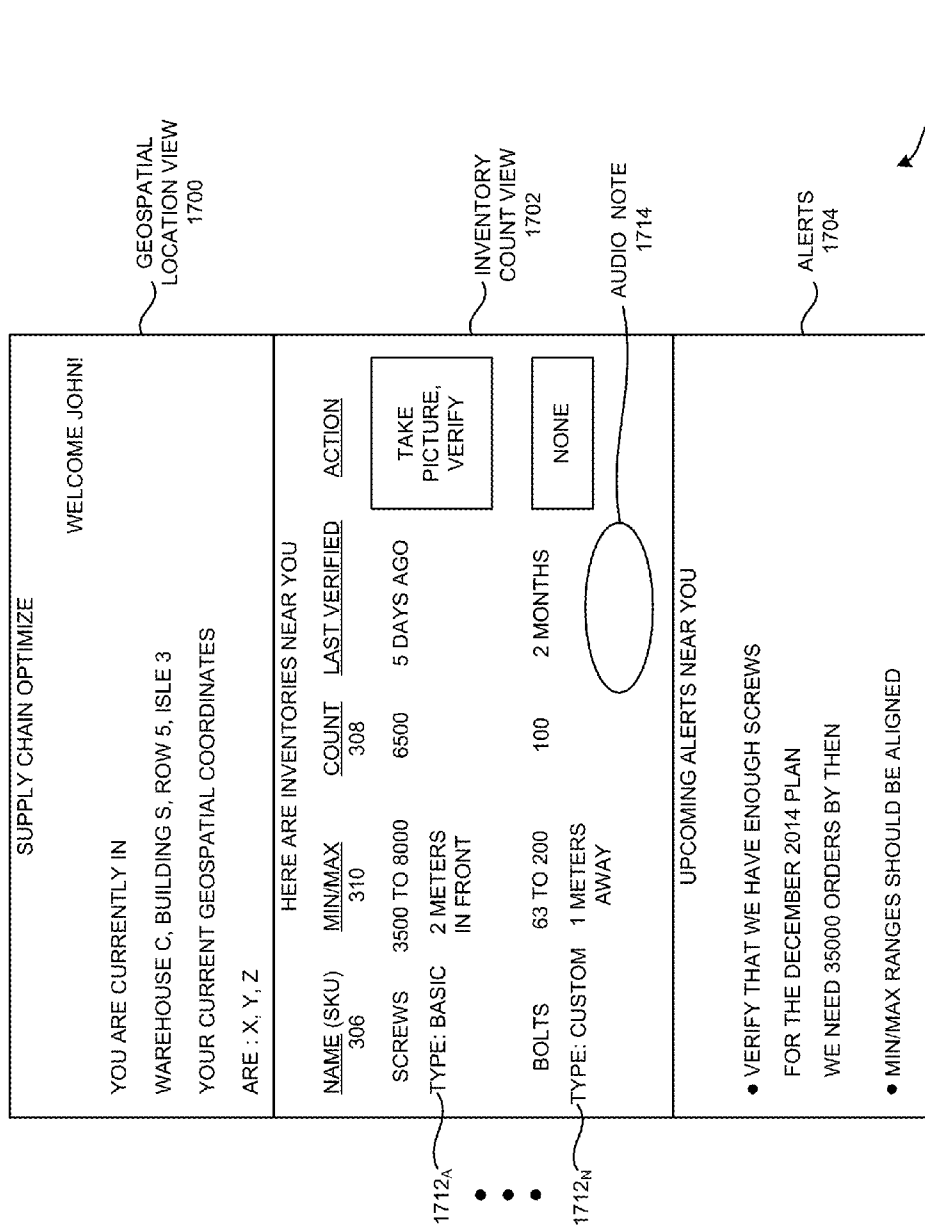 SUPPLY CHAIN OPTIMIZE
WELCOME JOHN!
YOU ARE CURRENTLY IN
WAREHOUSE C, BUILDING S, ROW 5, ISLE 3
YOUR CURRENT GEOSPATIAL COORDINATES
ARE : X, Y, Z
GEOSPATIAL
LOCATION VIEW
1700
HERE ARE INVENTORIES NEAR YOU
NAME (SKU) MIN/MAX COUNT LAST VERIFIED ACTION
306 310 308
SCREWS 3500 TO 8000 6500 5 DAYS AGO
TAKE
PICTURE,
VERIFY
TYPE: BASIC 2 METERS
IN FRONT
1712A
BOLTS 63 TO 200 100 2 MONTHS NONE
TYPE: CUSTOM 1 METERS
AWAY
1712N
INVENTORY
COUNT VIEW
1702
AUDIO NOTE
1714
UPCOMING ALERTS NEAR YOU
• VERIFY THAT WE HAVE ENOUGH SCREWS
FOR THE DECEMBER 2014 PLAN
WE NEED 35000 ORDERS BY THEN
• MIN/MAX RANGES SHOULD BE ALIGNED
ALERTS
1704